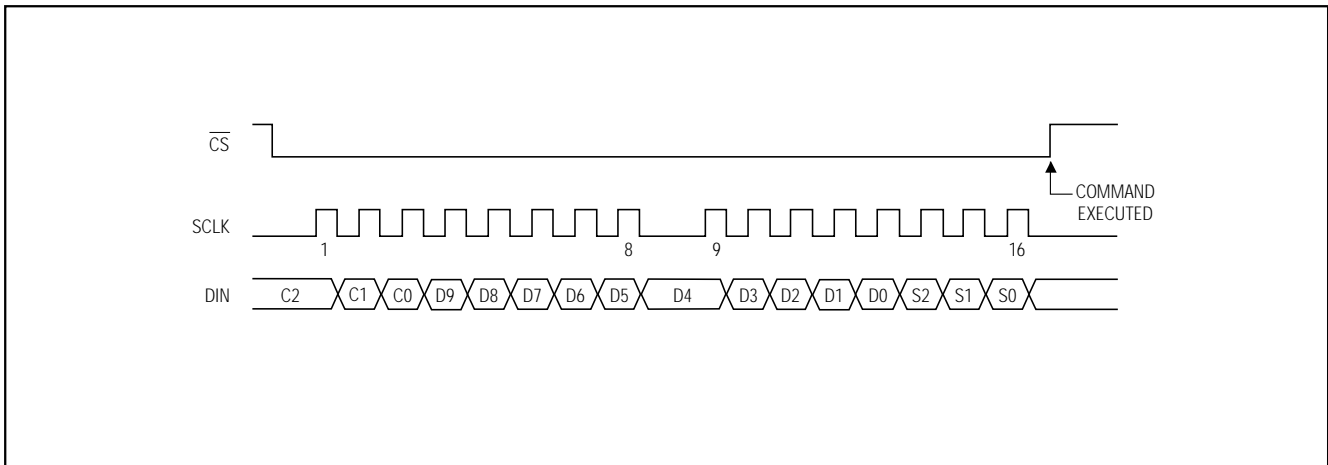 CS
COMMAND
EXECUTED
SCLK
1 8 9 16
DIN C2 C1 C0 D9 D8 D7 D6 D5 D4 D3 D2 D1 D0 S2 S1 S0